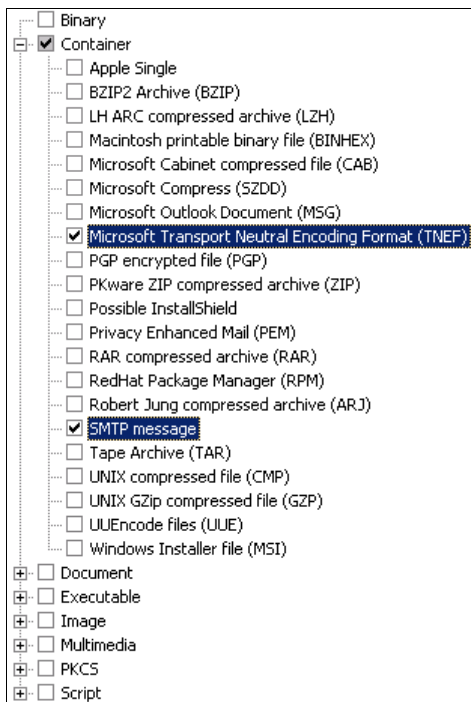 Binary
Container
Apple Single
BZIP2 Archive (BZIP)
LH ARC compressed archive (LZH)
Macintosh printable binary file (BINHEX)
Microsoft Cabinet compressed file (CAB)
Microsoft Compress (SZDD)
Microsoft Outlook Document (MSG)
Microsoft Transport Neutral Encoding Format (TNEF)
PGP encrypted file (PGP)
PKware ZIP compressed archive (ZIP)
Possible InstallShield
Privacy Enhanced Mail (PEM)
RAR compressed archive (RAR)
RedHat Package Manager (RPM)
Robert Jung compressed archive (ARJ)
SMTP message
Tape Archive (TAR)
UNIX compressed file (CMP)
UNIX GZip compressed file (GZP)
UUEncode files (UUE)
Windows Installer file (MSI)
Document
Executable
Image
Multimedia
PKCS
Script